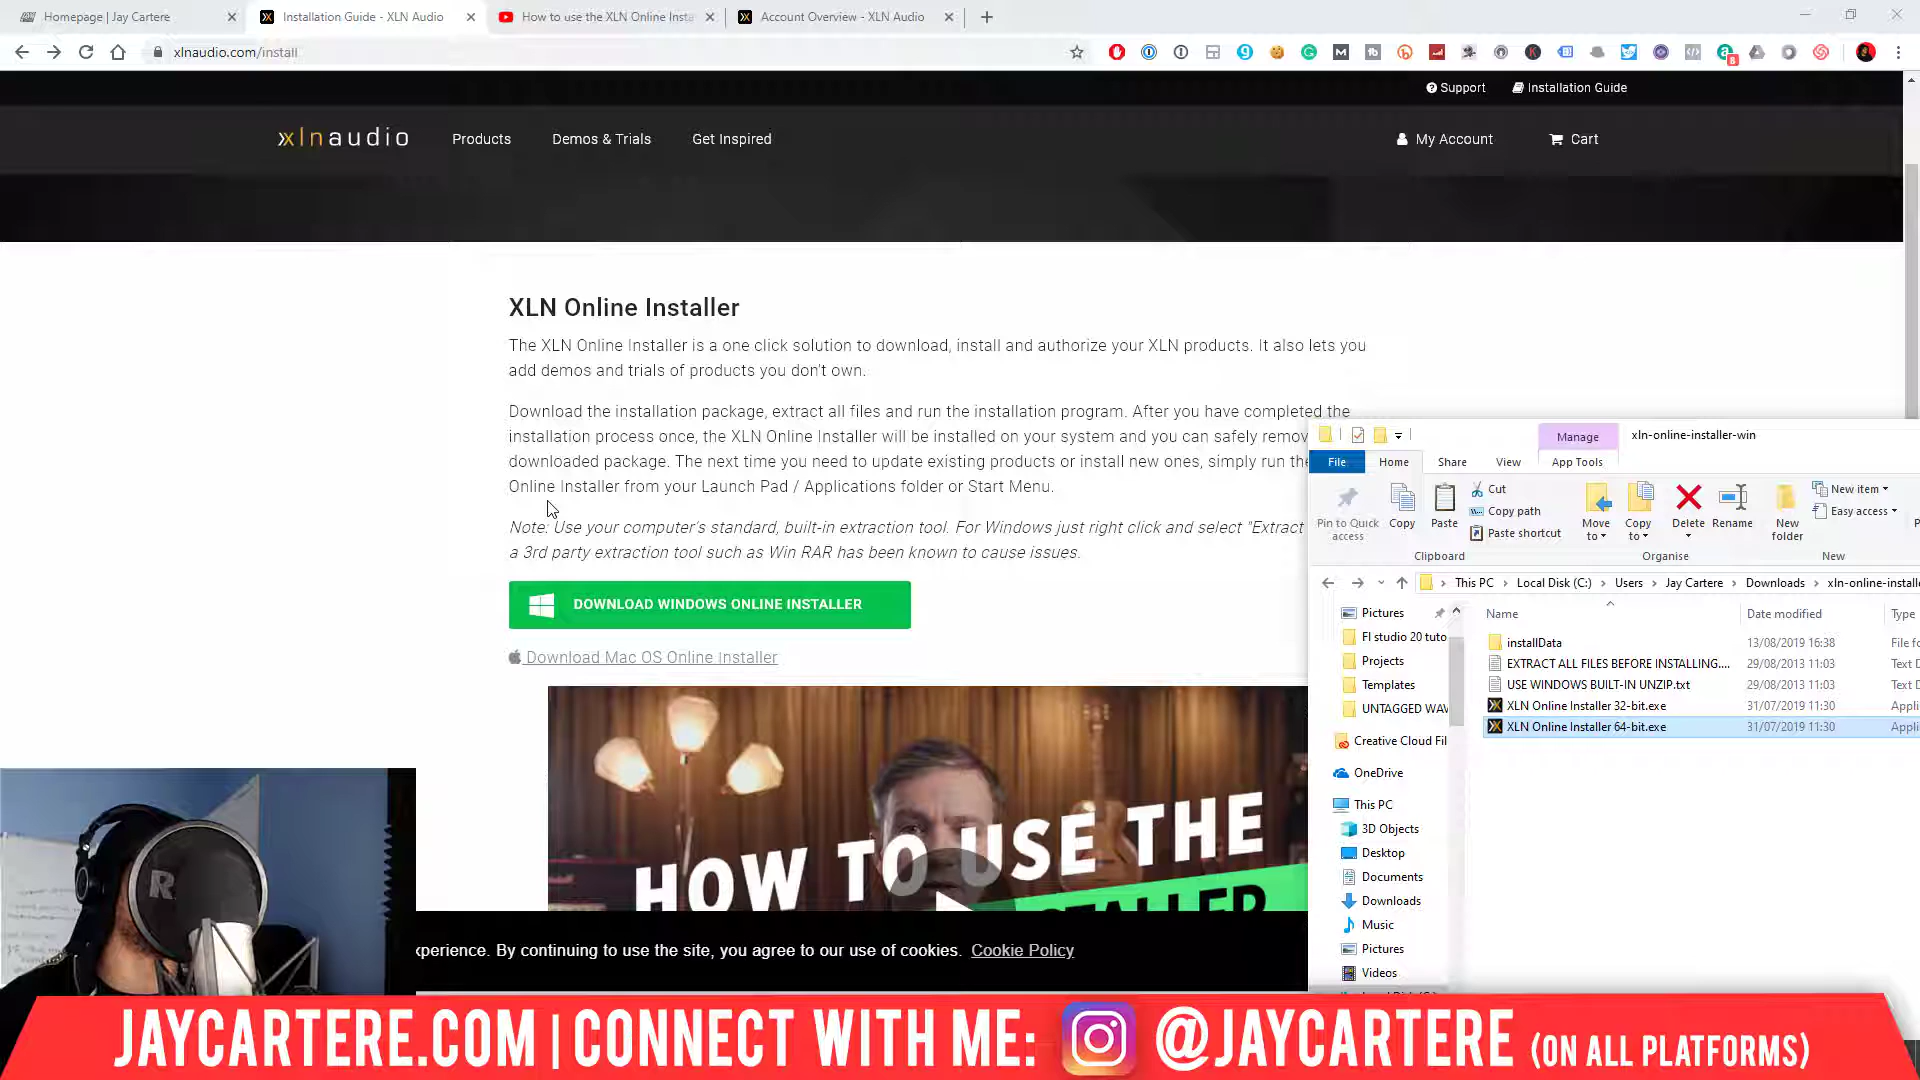 Homepage | Jay Cartere
Installation Guide - XLN Audio
How to use the XLN Online Insta
Account Overview - XLN Audio
xlnaudio.com/install
Support
Installation Guide
xlnaudio
Products
Demos & Trials
Get Inspired
My Account
Cart
XLN Online Installer
The XLN Online Installer is a one click solution to download, install and authorize your XLN products. It also lets you
add demos and trials of products you don't own.
Download the installation package, extract all files and run the installation program. After you have completed the
installation process once, the XLN Online Installer will be installed on your system and you can safely remov
downloaded package. The next time you need to update existing products or install new ones, simply run the
Online Installer from your Launch Pad / Applications folder or Start Menu.
Note: Use your computer's standard, built-in extraction tool. For Windows just right click and select "Extract
a 3rd party extraction tool such as Win RAR has been known to cause issues.
DOWNLOAD WINDOWS ONLINE INSTALLER
Download Mac OS Online Installer
HOW TO USE THE
xperience. By continuing to use the site, you agree to our use of cookies. Cookie Policy
Manage
xln-online-installer-win
File
Home
Share
View
App Tools
Pin to Quick
access
Copy
Paste
Cut
Copy path
Paste shortcut
Clipboard
Move
to
Copy
to
Delete
Rename
Organise
New
folder
New item
Easy access
New
This PC
Local Disk (C:)
Users
Jay Cartere
Downloads
xln-online-installe
Name
Date modified
Type
installData
13/08/2019 16:38
File fo
EXTRACT ALL FILES BEFORE INSTALLING....
29/08/2013 11:03
Text D
USE WINDOWS BUILT-IN UNZIP.txt
29/08/2013 11:03
Text D
XLN Online Installer 32-bit.exe
31/07/2019 11:30
Appli
XLN Online Installer 64-bit.exe
31/07/2019 11:30
Appli
Pictures
Fl studio 20 tuto
Projects
Templates
UNTAGGED WAV
Creative Cloud Fil
OneDrive
This PC
3D Objects
Desktop
Documents
Downloads
Music
Pictures
Videos
JAYCARTERE.COM | CONNECT WITH ME: @JAYCARTERE (ON ALL PLATFORMS)